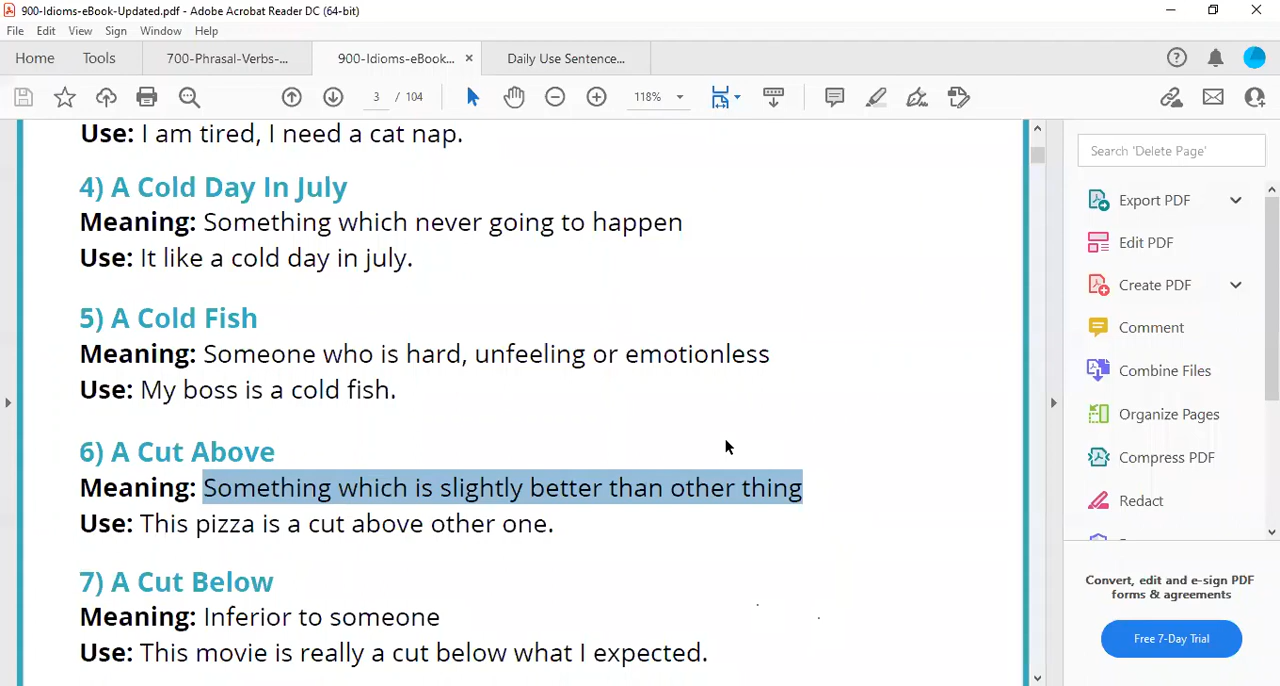 900-Idioms-eBook-Updated.pdf - Adobe Acrobat Reader DC (64-bit)
File Edit View Sign Window Help
Home Tools 700-Phrasal-Verbs-... 900-Idioms-eBook... × Daily Use Sentence...
3 / 104 118%
Use: I am tired, I need a cat nap.
4) A Cold Day In July
Meaning: Something which never going to happen
Use: It like a cold day in july.
5) A Cold Fish
Meaning: Someone who is hard, unfeeling or emotionless
Use: My boss is a cold fish.
6) A Cut Above
Meaning: Something which is slightly better than other thing
Use: This pizza is a cut above other one.
7) A Cut Below
Meaning: Inferior to someone
Use: This movie is really a cut below what I expected.
Search 'Delete Page'
Export PDF
Edit PDF
Create PDF
Comment
Combine Files
Organize Pages
Compress PDF
Redact
Convert, edit and e-sign PDF
forms & agreements
Free 7-Day Trial